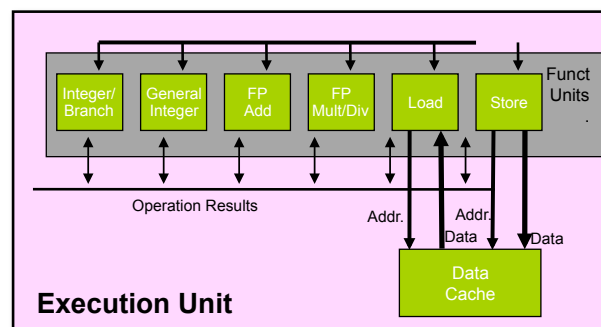 Funct
Units
.
Integer/
Branch
General
Integer
FP
Add
FP
Mult/Div
Load
Store
Operation Results
Addr.
Addr.
Data
Data
Data
Cache
Execution Unit